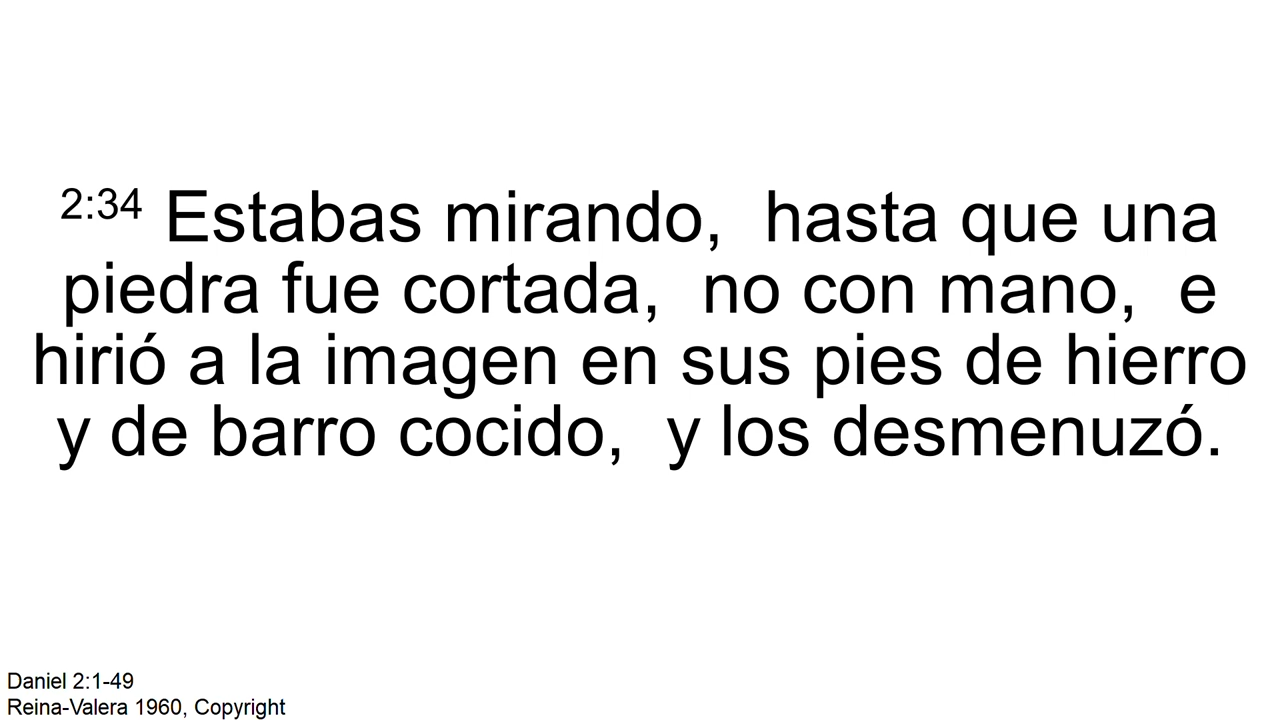 2:34 Estabas mirando,  hasta que una
piedra fue cortada,  no con mano,  e
hirió a la imagen en sus pies de hierro
y de barro cocido,  y los desmenuzó.
Daniel 2:1-49
Reina-Valera 1960, Copyright